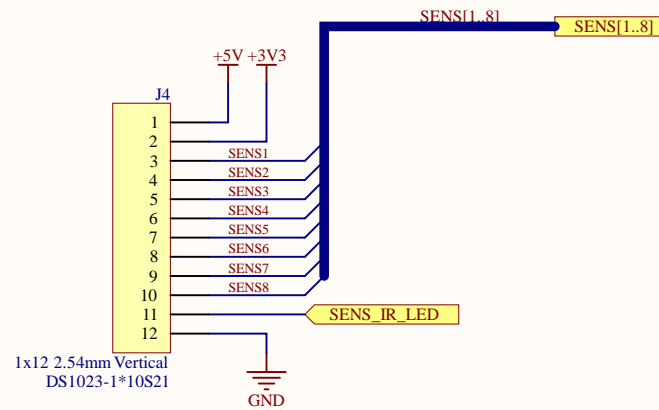 SENS[1..8]
SENS[1..8]
+5V +3V3
J4
1
2
3 SENS1
4 SENS2
5 SENS3
6 SENS4
7 SENS5
8 SENS6
9 SENS7
10 SENS8
11 SENS_IR_LED
12
1x12 2.54mm Vertical
DS1023-1*10S21
GND